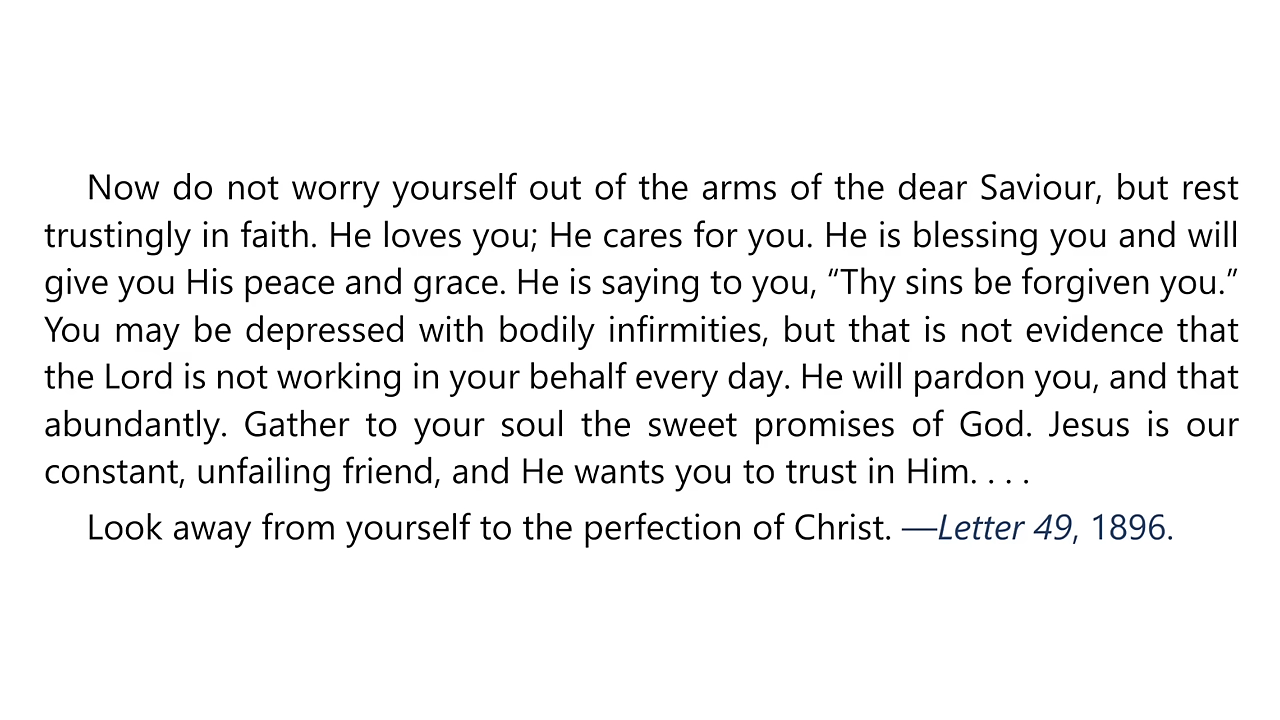 Now do not worry yourself out of the arms of the dear Saviour, but rest
trustingly in faith. He loves you; He cares for you. He is blessing you and will
give you His peace and grace. He is saying to you, “Thy sins be forgiven you.”
You may be depressed with bodily infirmities, but that is not evidence that
the Lord is not working in your behalf every day. He will pardon you, and that
abundantly. Gather to your soul the sweet promises of God. Jesus is our
constant, unfailing friend, and He wants you to trust in Him. . . .
Look away from yourself to the perfection of Christ. —Letter 49, 1896.